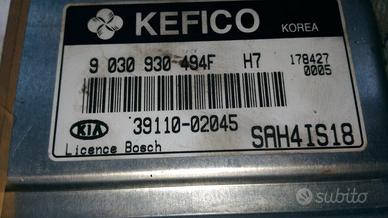 KEFICO KOREA
9 030 930 494F H7 178427
0005
KIA 39110-02045 SAH4IS18
Licence Bosch
subito